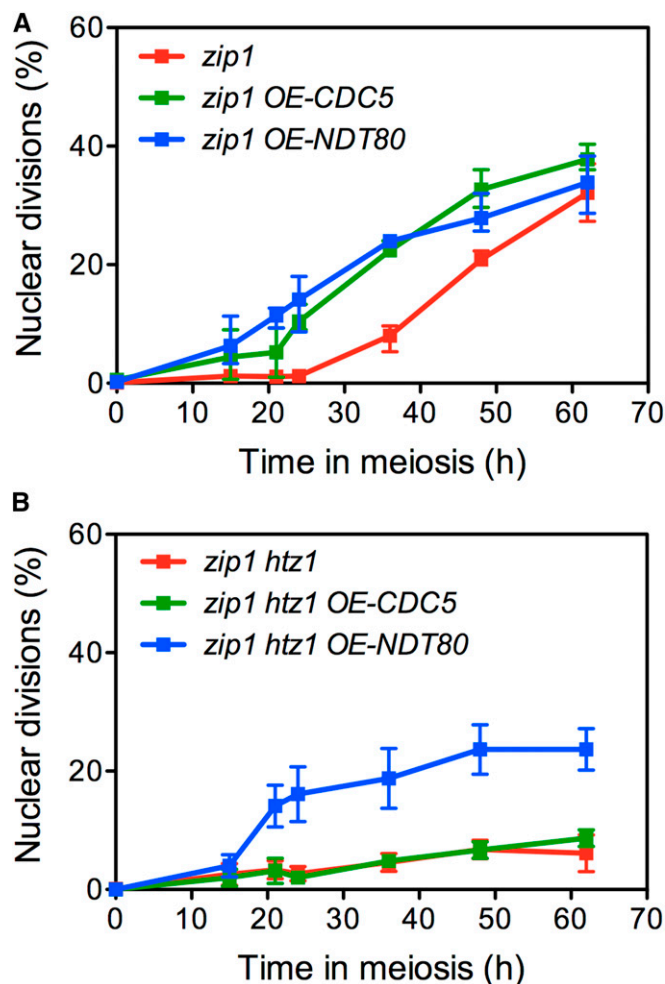 A
60
40
20
0
Nuclear divisions (%)
zip1
zip1 OE-CDC5
zip1 OE-NDT80
0 10 20 30 40 50 60 70
Time in meiosis (h)
B
60
40
20
0
Nuclear divisions (%)
zip1 htz1
zip1 htz1 OE-CDC5
zip1 htz1 OE-NDT80
0 10 20 30 40 50 60 70
Time in meiosis (h)